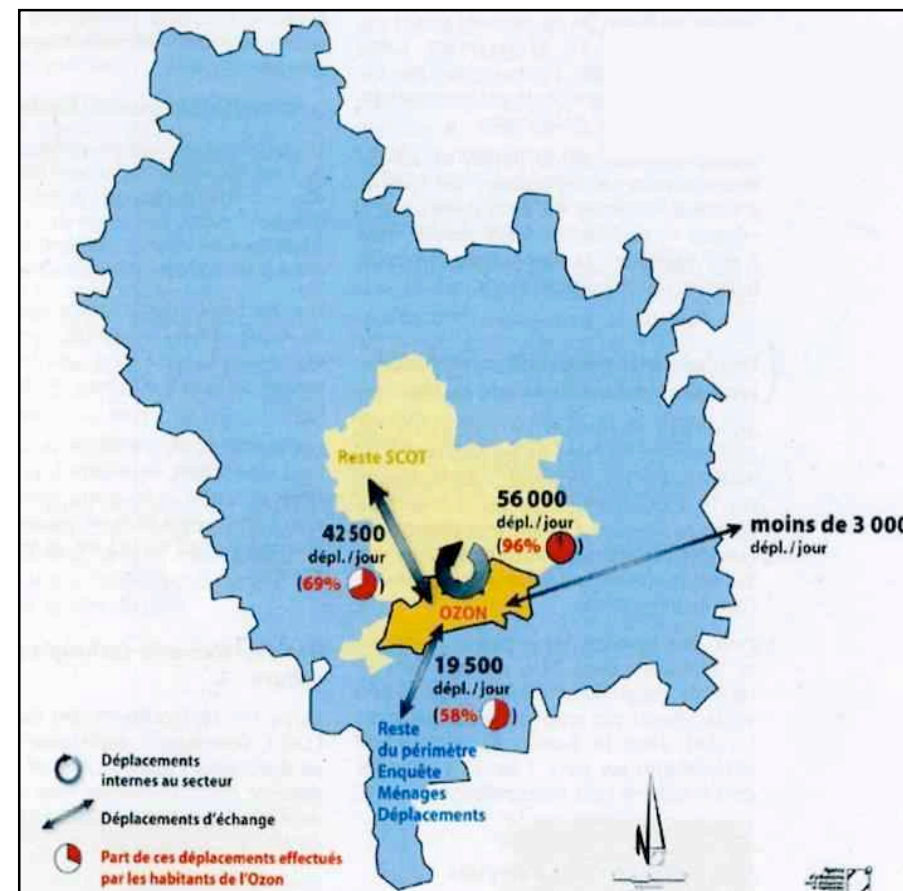 Reste SCOT
56 000
dépl. / jour
(96%)
42 500
dépl. / jour
(69%)
moins de 3 000
dépl. / jour
OZON
19 500
dépl. / jour
(58%)
Reste
du périmètre
Enquête
Ménages
Déplacements
Déplacements
internes au secteur
Déplacements d'échange
Part de ces déplacements effectués
par les habitants de l'Ozon